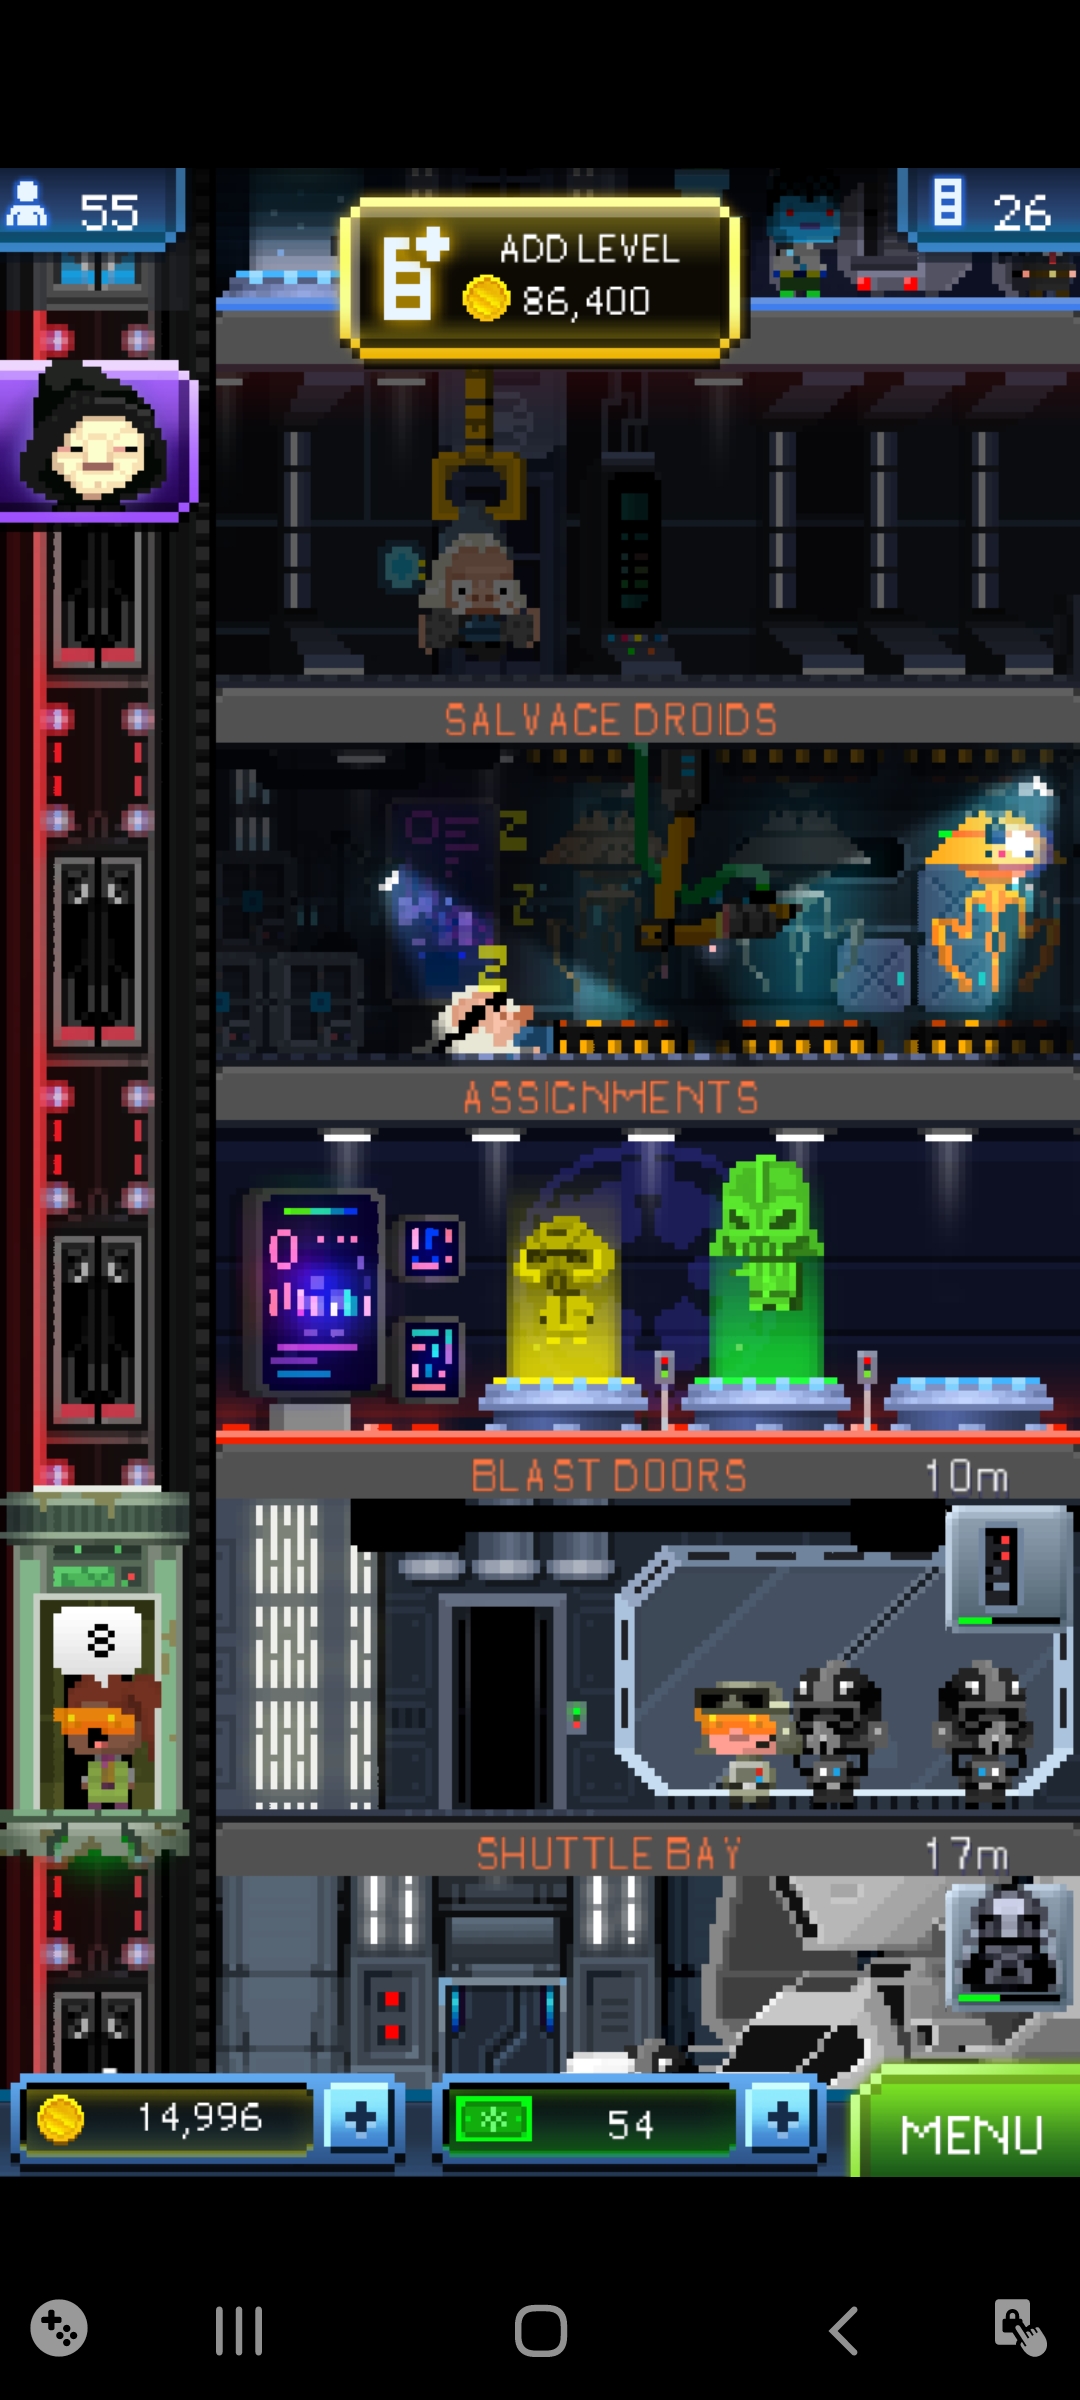 55
26
ADD LEVEL
86,400
SALVAGE DROIDS
Z
Z
Z
ASSIGNMENTS
BLAST DOORS 10m
8
SHUTTLE BAY 17m
14,996
54
MENU